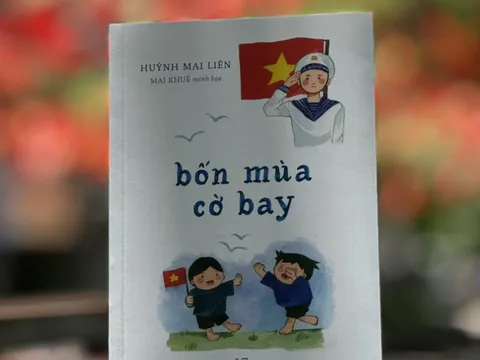 HUỲNH MAI LIÊN
MAI KHUÊ minh họa
bốn mùa
cờ bay